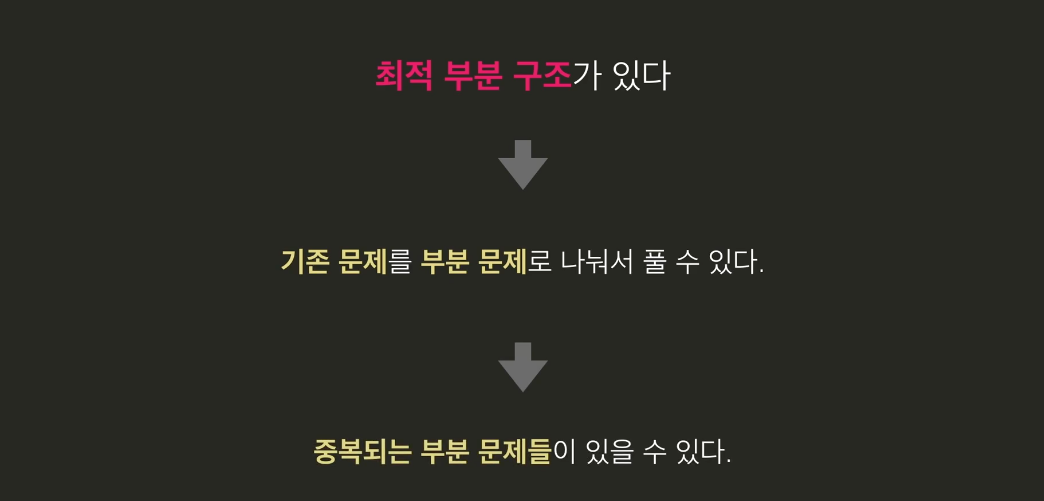 최적 부분 구조가 있다
기존 문제를 부분 문제로 나눠서 풀 수 있다.
중복되는 부분 문제들이 있을 수 있다.